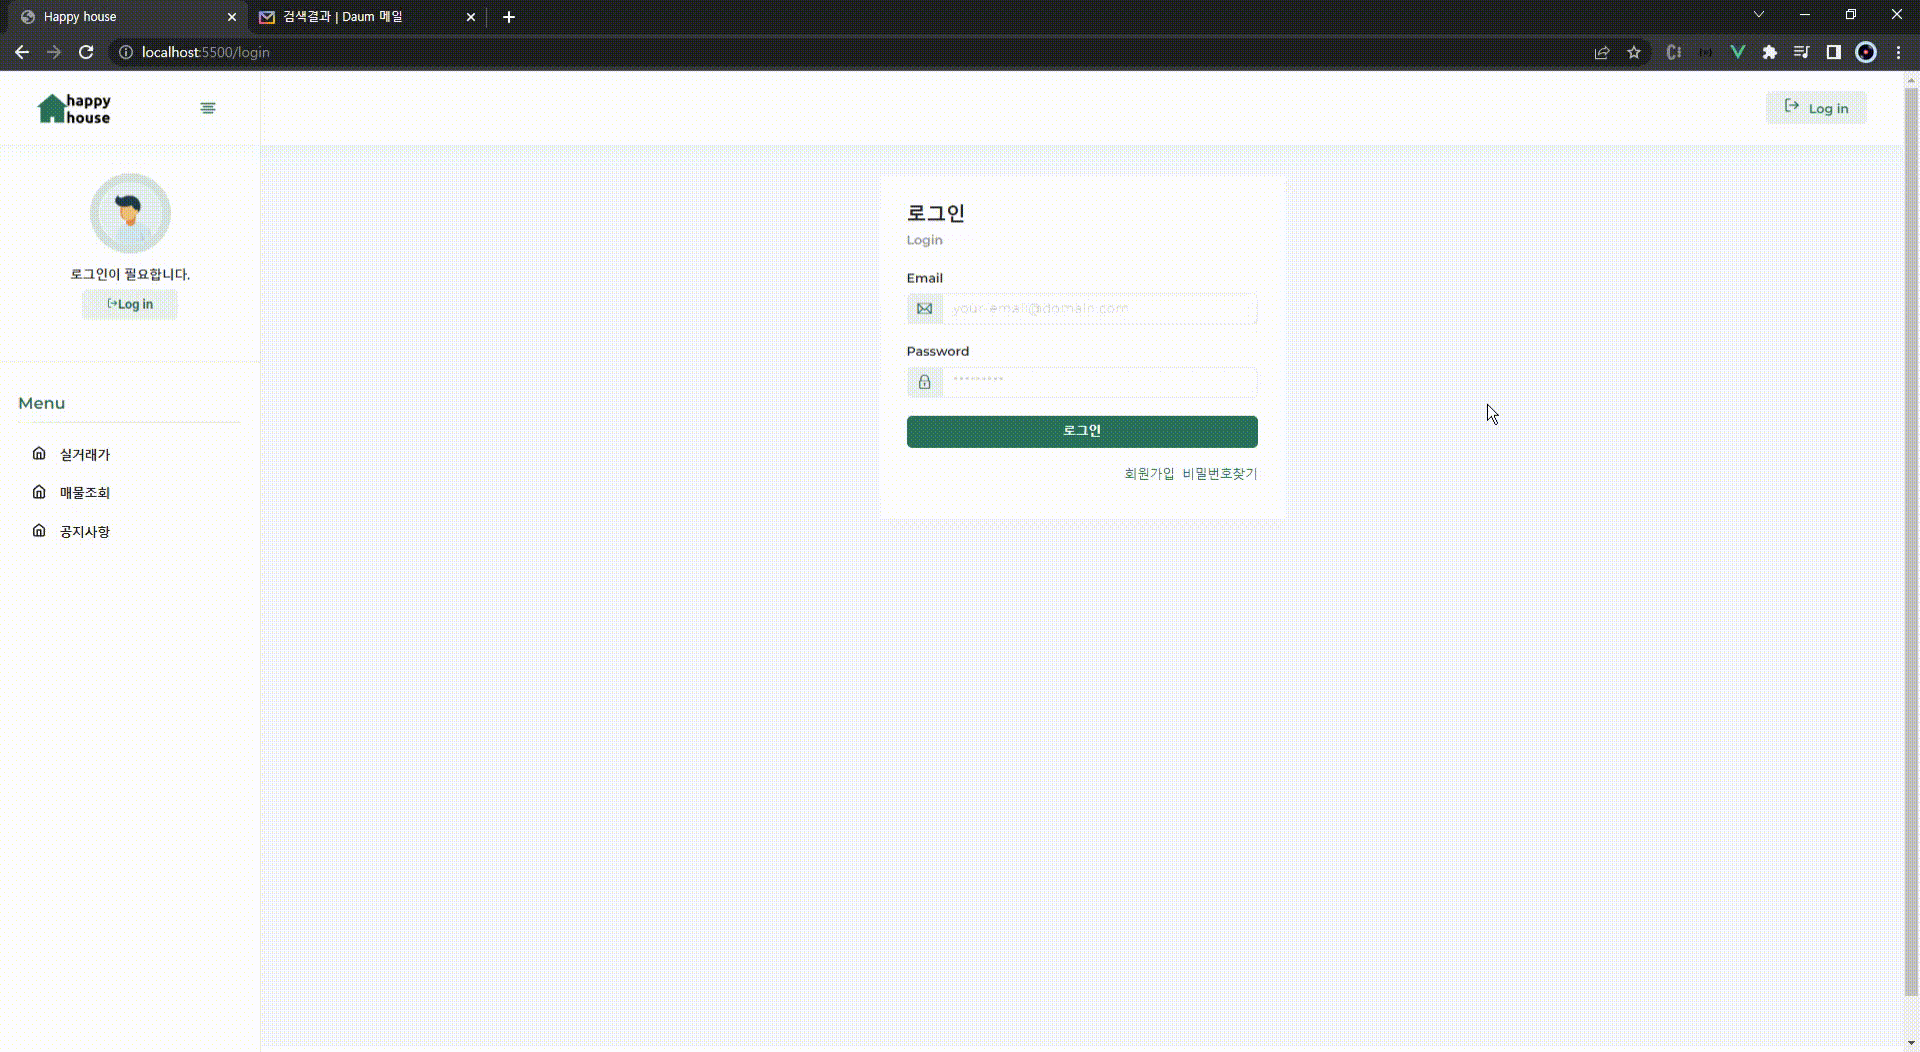 Happy house
검색결과 | Daum 메일
localhost:5500/login
happy
house
Log in
로그인이 필요합니다.
Log in
Menu
실거래가
매물조회
공지사항
로그인
Login
Email
your-email@domain.com
Password
*********
로그인
회원가입 비밀번호찾기